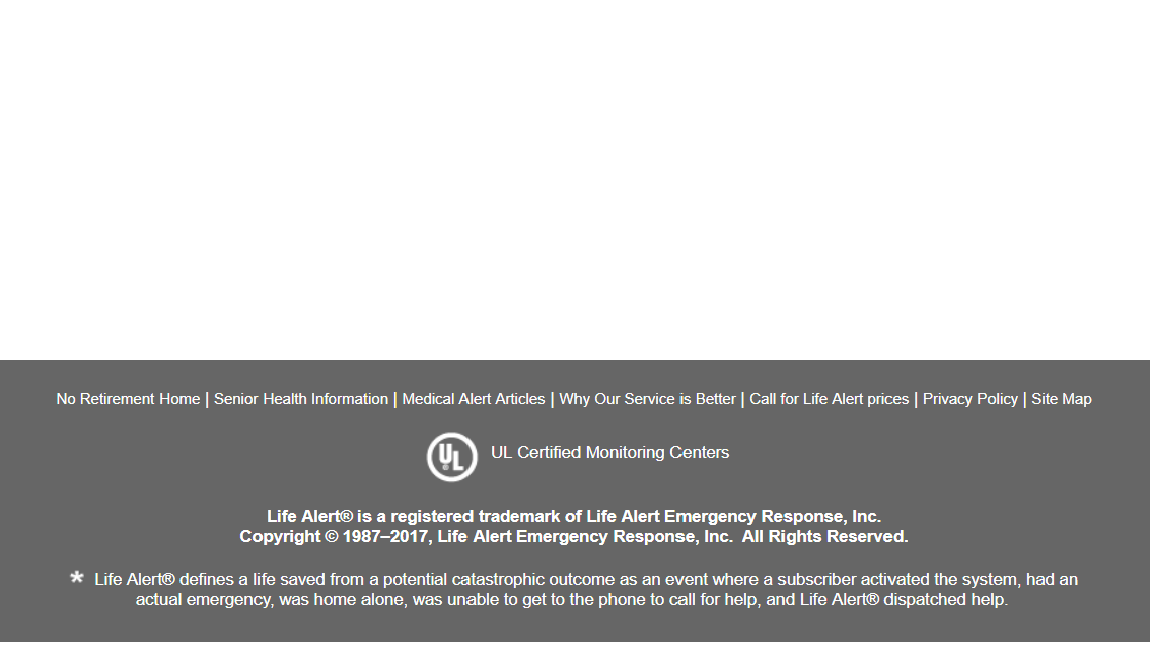 No Retirement Home | Senior Health Information | Medical Alert Articles | Why Our Service is Better | Call for Life Alert prices | Privacy Policy | Site Map
UL UL Certified Monitoring Centers
Life Alert® is a registered trademark of Life Alert Emergency Response, Inc.
Copyright © 1987–2017, Life Alert Emergency Response, Inc. All Rights Reserved.
* Life Alert® defines a life saved from a potential catastrophic outcome as an event where a subscriber activated the system, had an
actual emergency, was home alone, was unable to get to the phone to call for help, and Life Alert® dispatched help.